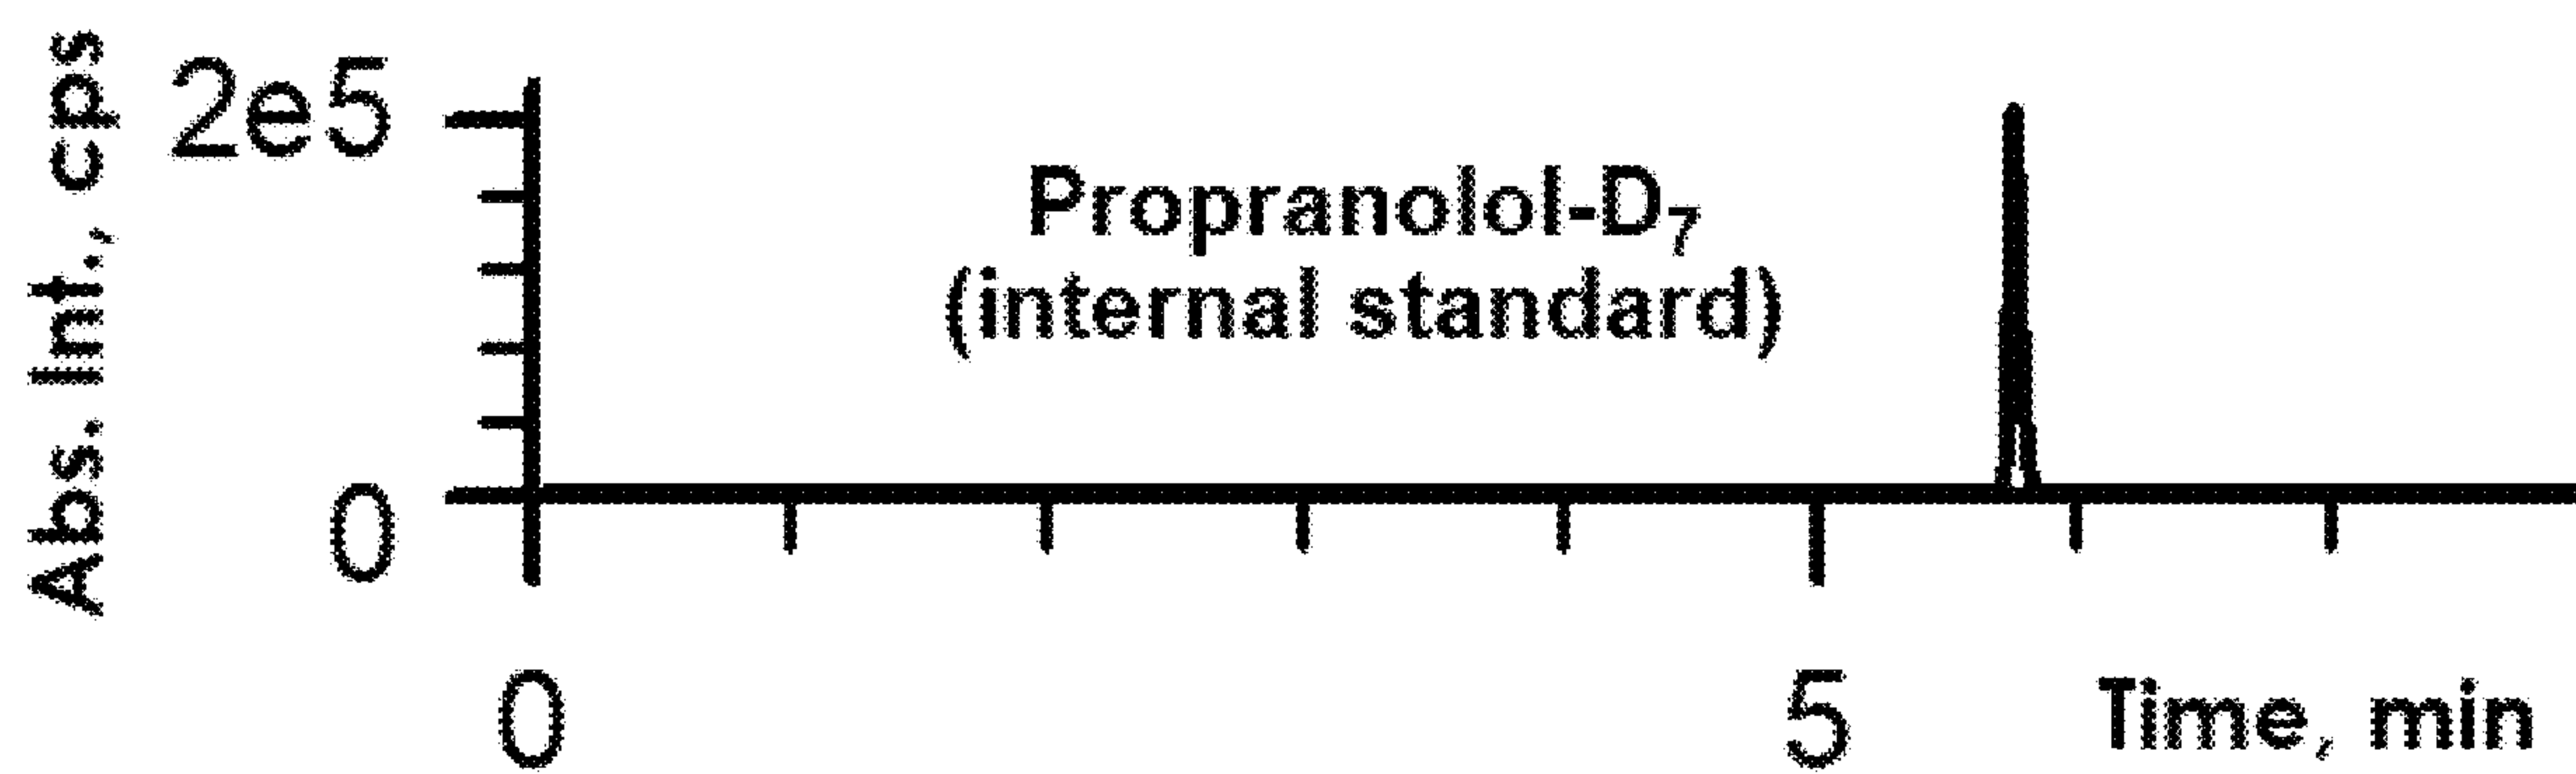 Abs. Int., cps
2e5
Propranolol-D₇
(internal standard)
0
0
5
Time, min